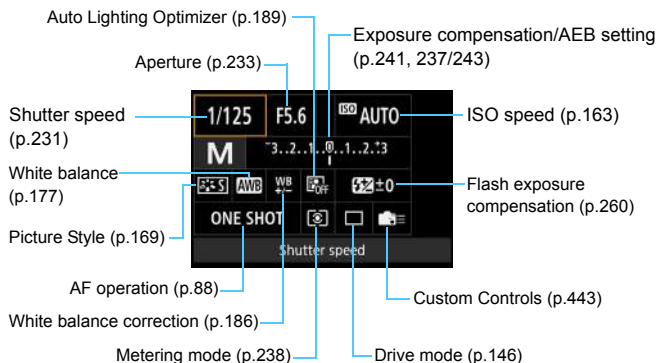 Auto Lighting Optimizer (p.189)
Exposure compensation/AEB setting
(p.241, 237/243)
Aperture (p.233)
Shutter speed
(p.231)
1/125 F5.6 ISO AUTO
ISO speed (p.163)
M -3..2..1..0..1..2..+3
White balance
(p.177)
S AWB WB +/- OFF ±0
Flash exposure
compensation (p.260)
Picture Style (p.169)
ONE SHOT
Shutter speed
AF operation (p.88)
Custom Controls (p.443)
White balance correction (p.186)
Metering mode (p.238)
Drive mode (p.146)